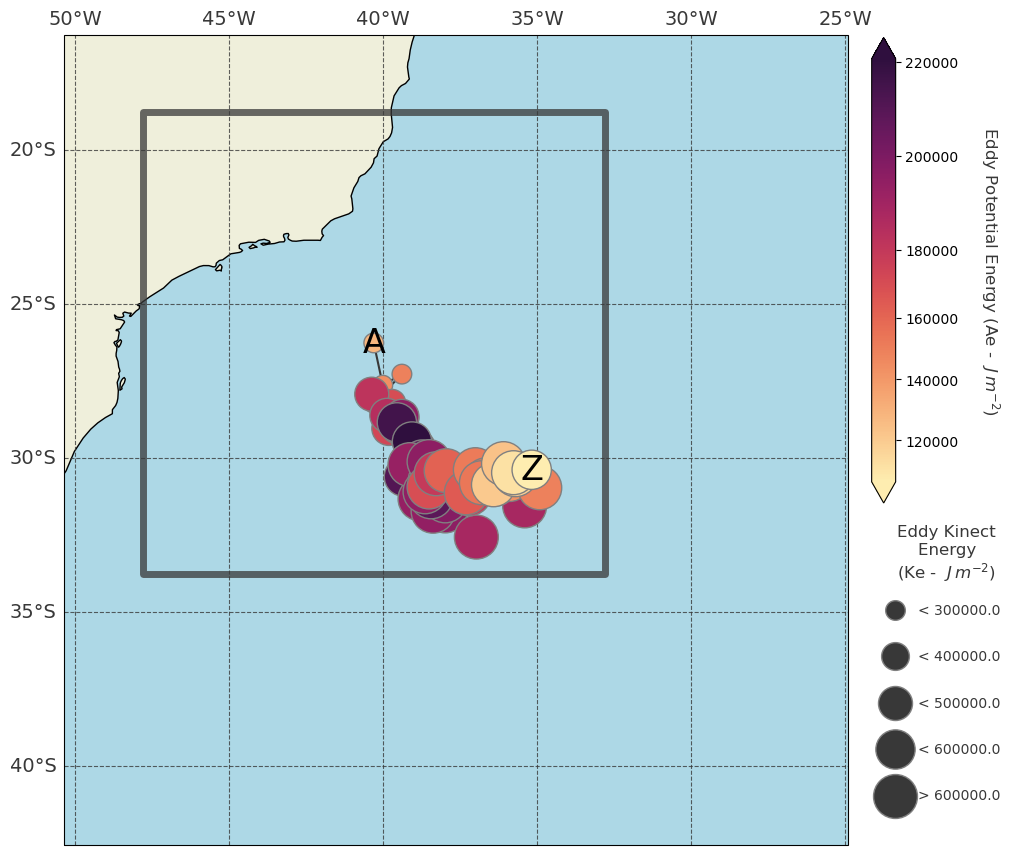 50°W 45°W 40°W 35°W 30°W 25°W
20°S
25°S
30°S
35°S
40°S
A
Z
220000
200000
180000
160000
140000
120000
Eddy Potential Energy (Ae - J m⁻²)
Eddy Kinect
Energy
(Ke - J m⁻²)
< 300000.0
< 400000.0
< 500000.0
< 600000.0
> 600000.0